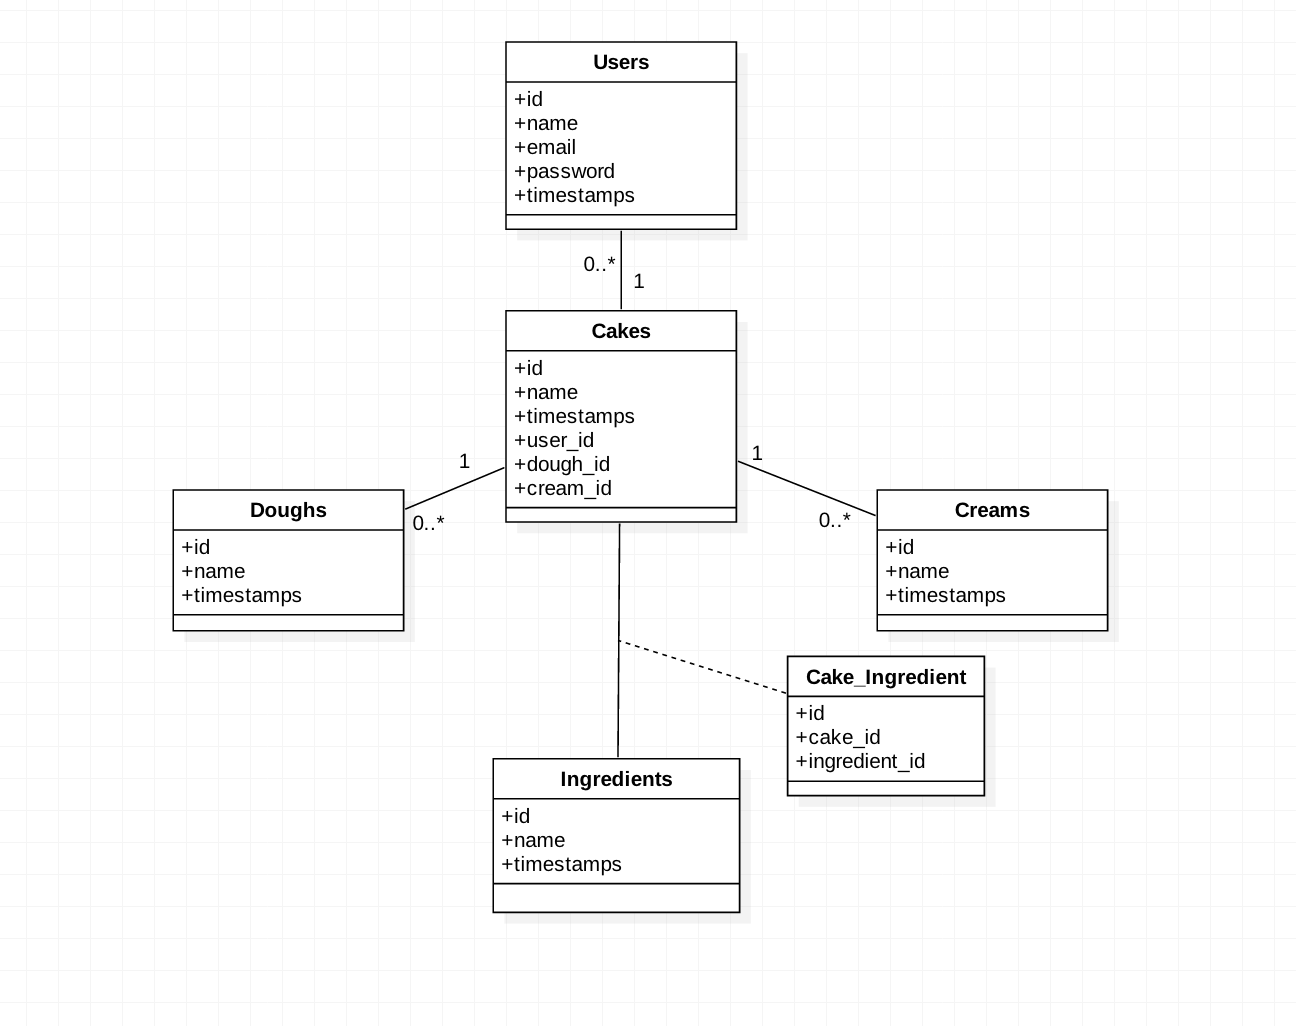 Users
+id
+name
+email
+password
+timestamps
0..*
1
Cakes
+id
+name
+timestamps
+user_id
+dough_id
+cream_id
1
0..*
1
0..*
Doughs
+id
+name
+timestamps
Creams
+id
+name
+timestamps
Cake_Ingredient
+id
+cake_id
+ingredient_id
Ingredients
+id
+name
+timestamps